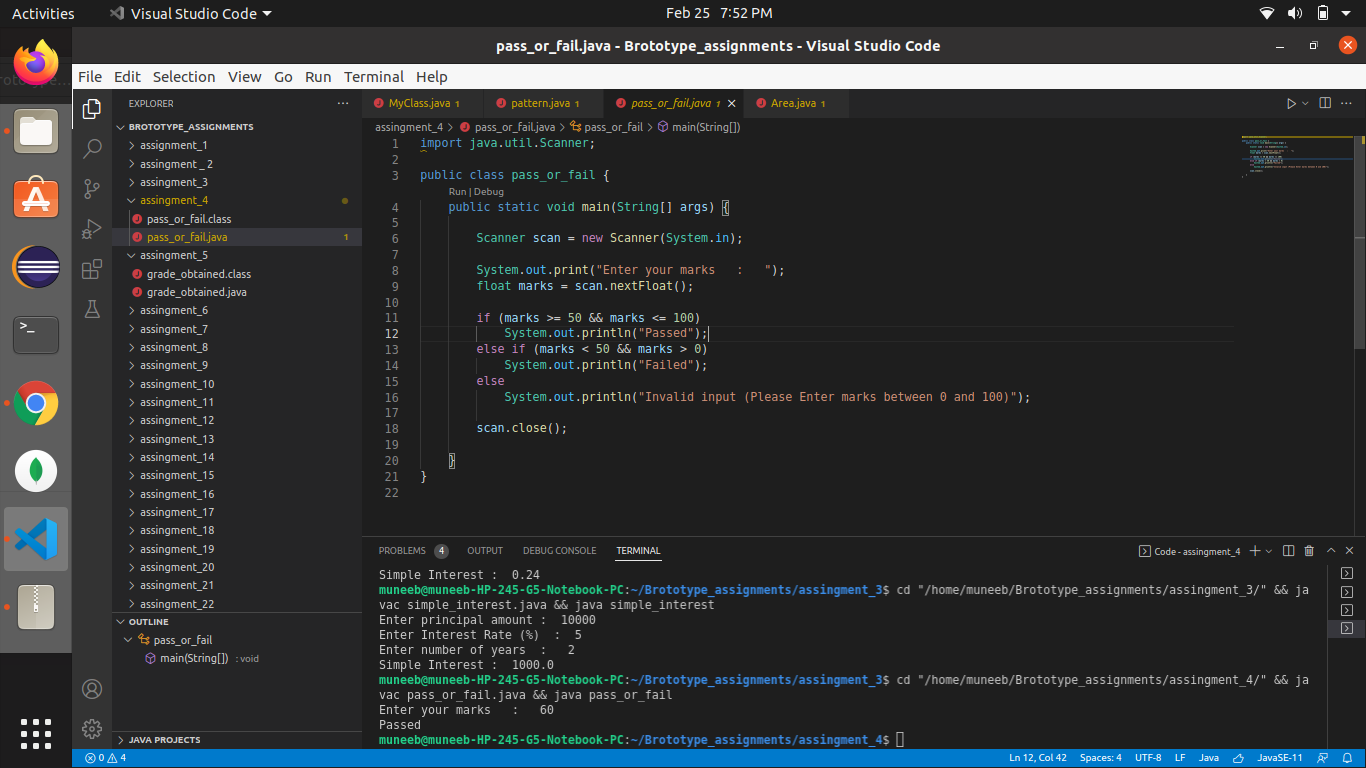 Activities Visual Studio Code Feb 25 7:52 PM
pass_or_fail.java - Brototype_assignments - Visual Studio Code
File Edit Selection View Go Run Terminal Help
EXPLORER ···
BROTOTYPE_ASSIGNMENTS
assignment_1
assignment _ 2
assignment_3
assingment_4
pass_or_fail.class
pass_or_fail.java 1
assingment_5
grade_obtained.class
grade_obtained.java
assingment_6
assingment_7
assingment_8
assingment_9
assingment_10
assingment_11
assingment_12
assingment_13
assingment_14
assingment_15
assingment_16
assingment_17
assingment_18
assingment_19
assingment_20
assingment_21
assingment_22
OUTLINE
pass_or_fail
main(String[]) : void
JAVA PROJECTS
MyClass.java 1 pattern.java 1 pass_or_fail.java 1 Area.java 1
assingment_4 > pass_or_fail.java > pass_or_fail > main(String[])
1 import java.util.Scanner;
2
3 public class pass_or_fail {
Run | Debug
4 public static void main(String[] args) {
5
6 Scanner scan = new Scanner(System.in);
7
8 System.out.print("Enter your marks   :   ");
9 float marks = scan.nextFloat();
10
11 if (marks >= 50 && marks <= 100)
12 System.out.println("Passed");
13 else if (marks < 50 && marks > 0)
14 System.out.println("Failed");
15 else
16 System.out.println("Invalid input (Please Enter marks between 0 and 100)");
17
18 scan.close();
19
20 }
21 }
22
PROBLEMS 4 OUTPUT DEBUG CONSOLE TERMINAL Code - assingment_4
Simple Interest :  0.24
muneeb@muneeb-HP-245-G5-Notebook-PC:~/Brototype_assignments/assingment_3$ cd "/home/muneeb/Brototype_assignments/assingment_3/" && ja
vac simple_interest.java && java simple_interest
Enter principal amount :  10000
Enter Interest Rate (%)  :  5
Enter number of years  :   2
Simple Interest :  1000.0
muneeb@muneeb-HP-245-G5-Notebook-PC:~/Brototype_assignments/assingment_3$ cd "/home/muneeb/Brototype_assignments/assingment_4/" && ja
vac pass_or_fail.java && java pass_or_fail
Enter your marks   :   60
Passed
muneeb@muneeb-HP-245-G5-Notebook-PC:~/Brototype_assignments/assingment_4$
0 4 Ln 12, Col 42 Spaces: 4 UTF-8 LF Java JavaSE-11